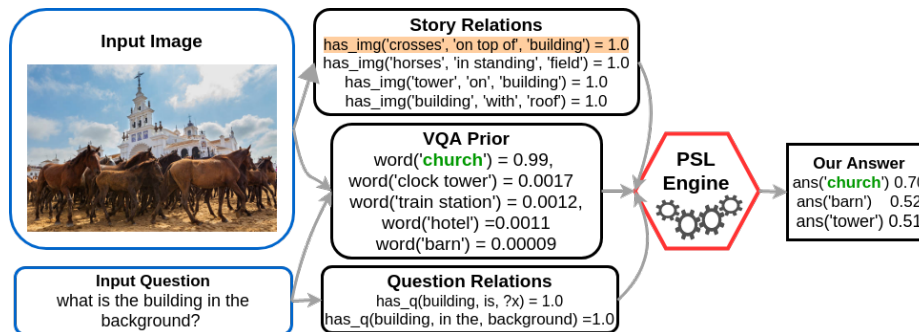 Input Image
Input Question
what is the building in the
background?
Story Relations
has_img('crosses', 'on top of', 'building') = 1.0
has_img('horses', 'in standing', 'field') = 1.0
has_img('tower', 'on', 'building') = 1.0
has_img('building', 'with', 'roof') = 1.0
VQA Prior
word('church') = 0.99,
word('clock tower') = 0.0017
word('train station') = 0.0012,
word('hotel') =0.0011
word('barn') = 0.00009
Question Relations
has_q(building, is, ?x) = 1.0
has_q(building, in the, background) =1.0
PSL
Engine
Our Answer
ans('church') 0.70
ans('barn') 0.52
ans('tower') 0.51